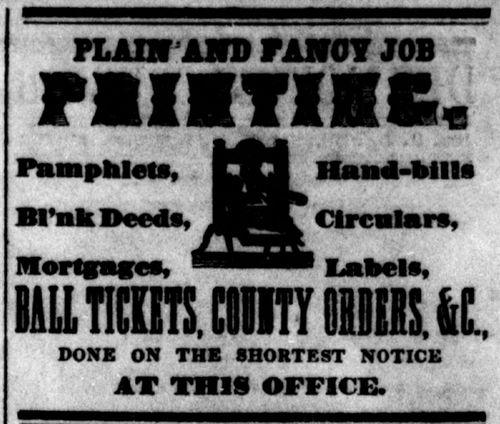 PLAIN AND FANCY JOB
PRINTING,
Pamphlets, Hand-bills
Bl'nk Deeds, Circulars,
Mortgages, Labels,
BALL TICKETS, COUNTY ORDERS, &C.,
DONE ON THE SHORTEST NOTICE
AT THIS OFFICE.